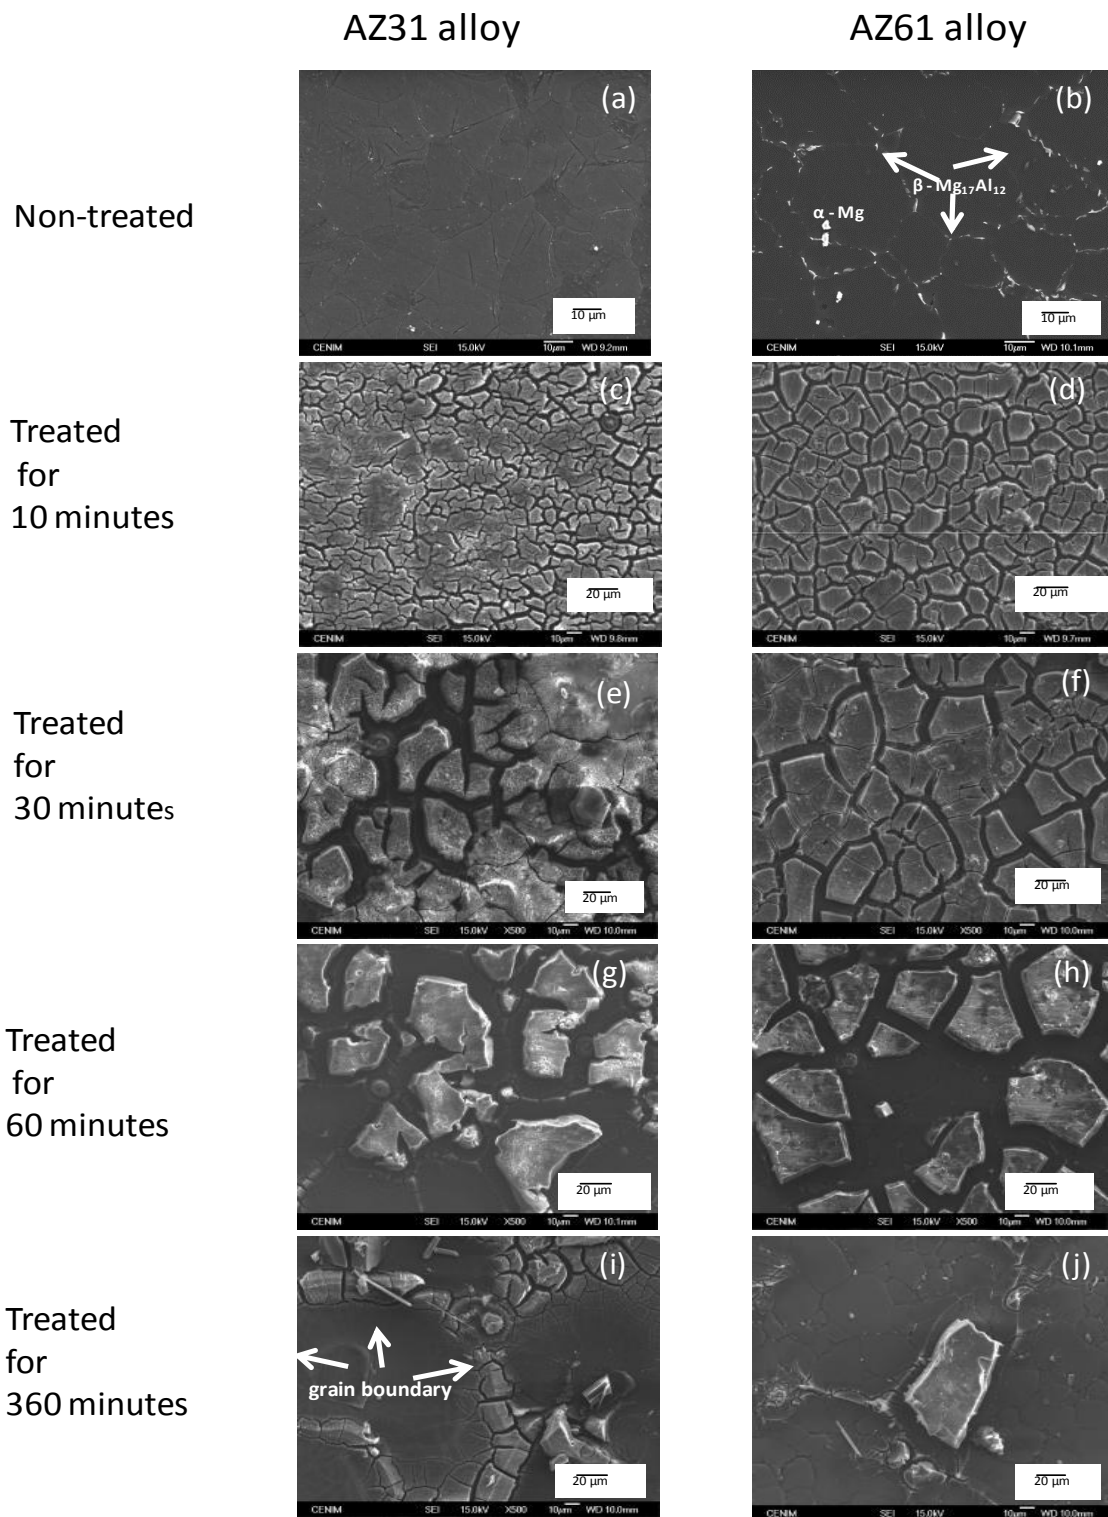 AZ31 alloy
AZ61 alloy
Non-treated
(a)
10 µm
CENIM SEI 15.0kV 10µm WD 9.2mm
(b)
β - Mg17Al12
α - Mg
10 µm
CENIM SEI 15.0kV 10µm WD 10.1mm
Treated
for
10 minutes
(c)
20 µm
CENIM SEI 15.0kV 10µm WD 9.8mm
(d)
20 µm
CENIM SEI 15.0kV 10µm WD 9.7mm
Treated
for
30 minutes
(e)
20 µm
CENIM SEI 15.0kV X500 10µm WD 10.0mm
(f)
20 µm
CENIM SEI 15.0kV X500 10µm WD 10.0mm
Treated
for
60 minutes
(g)
20 µm
CENIM SEI 15.0kV X500 10µm WD 10.1mm
(h)
20 µm
CENIM SEI 15.0kV X500 10µm WD 10.0mm
Treated
for
360 minutes
(i)
grain boundary
20 µm
CENIM SEI 15.0kV X500 10µm WD 10.0mm
(j)
20 µm
CENIM SEI 15.0kV X500 10µm WD 10.0mm